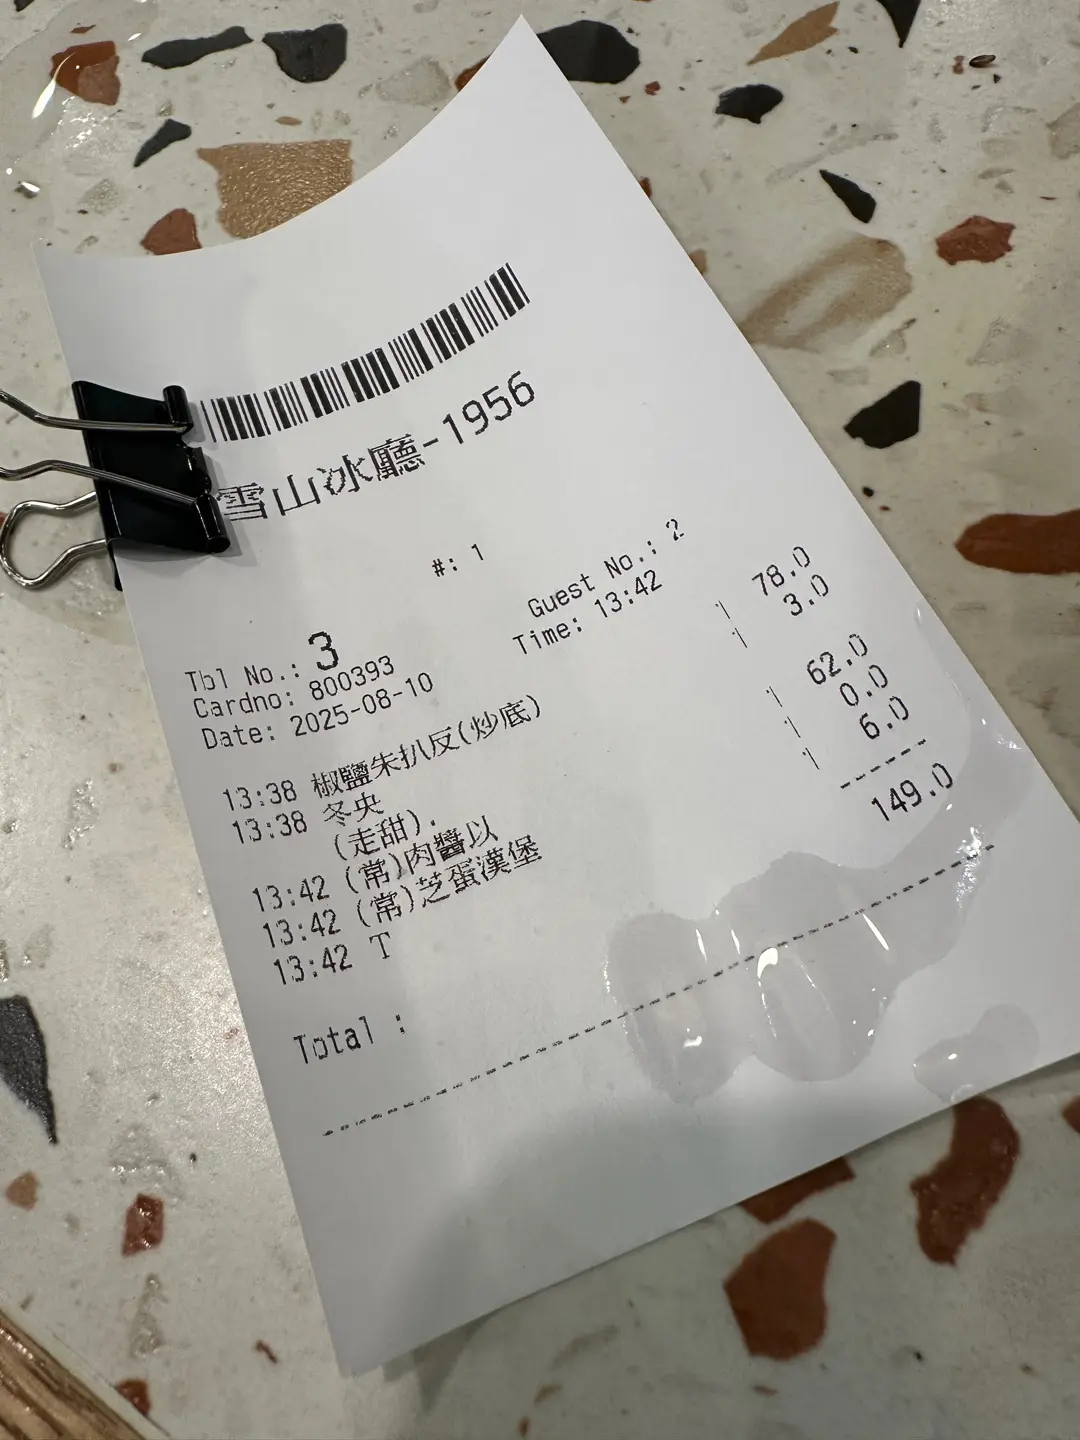 雪山冰廳-1956
#: 1
Tbl No.: 3 Guest No.: 2
Cardno: 800393 Time: 13:42
Date: 2025-08-10
13:38 椒鹽朱扒反(炒底) 78.0
13:38 冬央 3.0
(走甜).
13:42 (常)肉醬以 62.0
13:42 (常)芝蛋漢堡 0.0
13:42 T 6.0
Total : 149.0